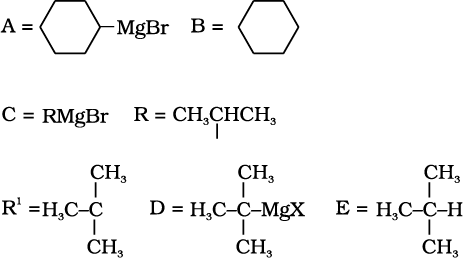 A = MgBr B =
C = RMgBr R = CH₃CHCH₃
CH₃ CH₃ CH₃
R¹ = H₃C–C D = H₃C–C–MgX E = H₃C–C–H
CH₃ CH₃ CH₃